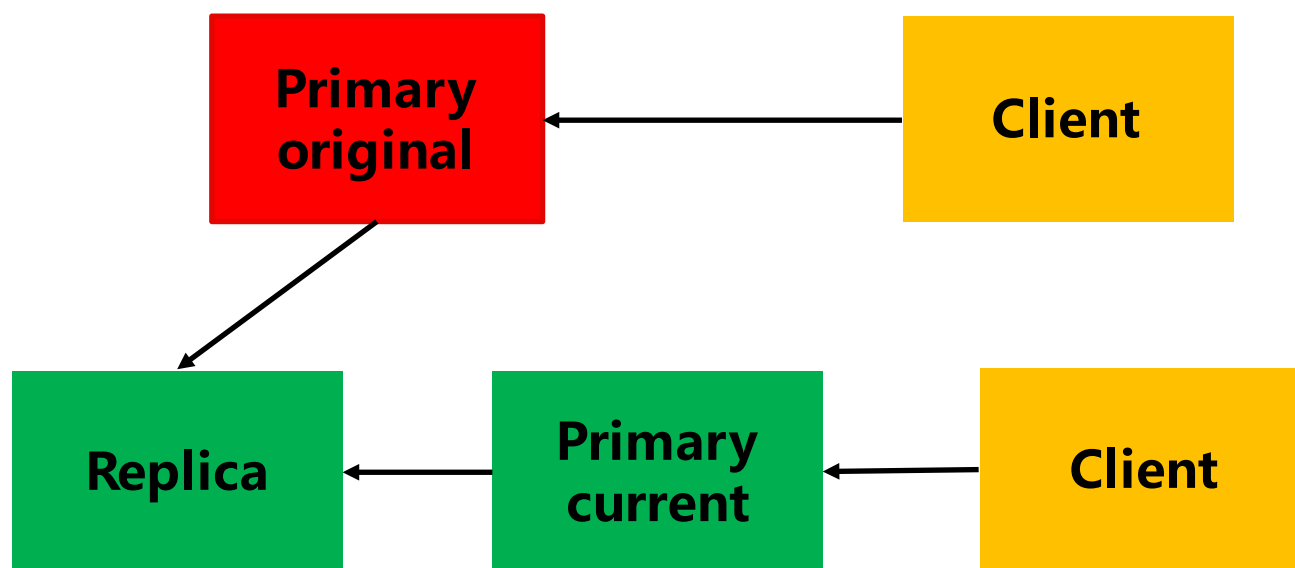 Primary
original
Client
Replica
Primary
current
Client